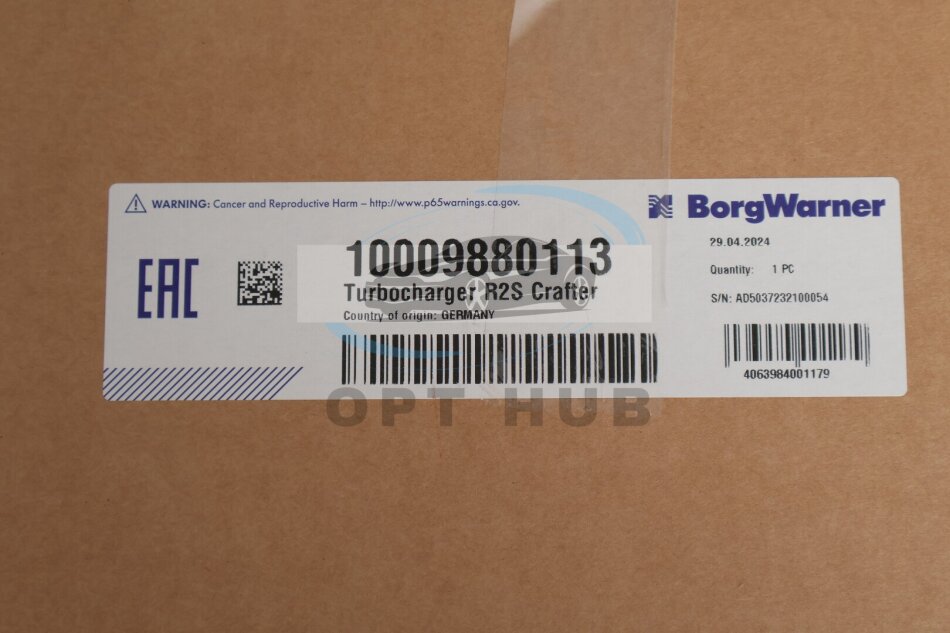 WARNING: Cancer and Reproductive Harm – http://www.p65warnings.ca.gov.
BorgWarner
EAC
10009880113
Turbocharger R2S Crafter
Country of origin: GERMANY
29.04.2024
Quantity: 1 PC
S/N: AD5037232100054
4063984001179
OPT HUB